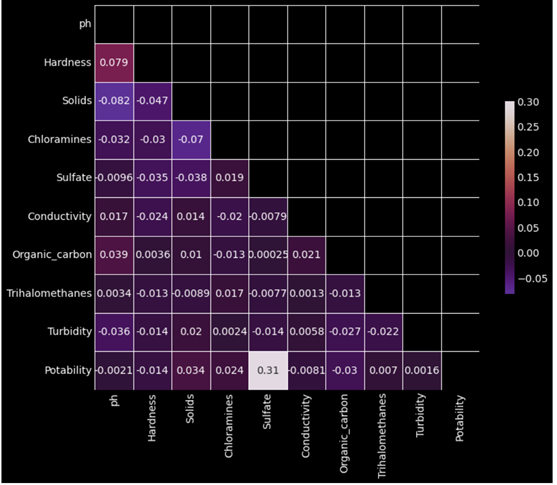 ph
Hardness 0.079
Solids -0.082 -0.047
Chloramines -0.032 -0.03 -0.07
Sulfate -0.0096 -0.035 -0.038 0.019
Conductivity 0.017 -0.024 0.014 -0.02 -0.0079
Organic_carbon 0.039 0.0036 0.01 -0.013 0.00025 0.021
Trihalomethanes 0.0034 -0.013 -0.0089 0.017 -0.0077 0.0013 -0.013
Turbidity -0.036 -0.014 0.02 0.0024 -0.014 0.0058 -0.027 -0.022
Potability -0.0021 -0.014 0.034 0.024 0.31 -0.0081 -0.03 0.007 0.0016
ph Hardness Solids Chloramines Sulfate Conductivity Organic_carbon Trihalomethanes Turbidity Potability
0.30
0.25
0.20
0.15
0.10
0.05
0.00
−0.05